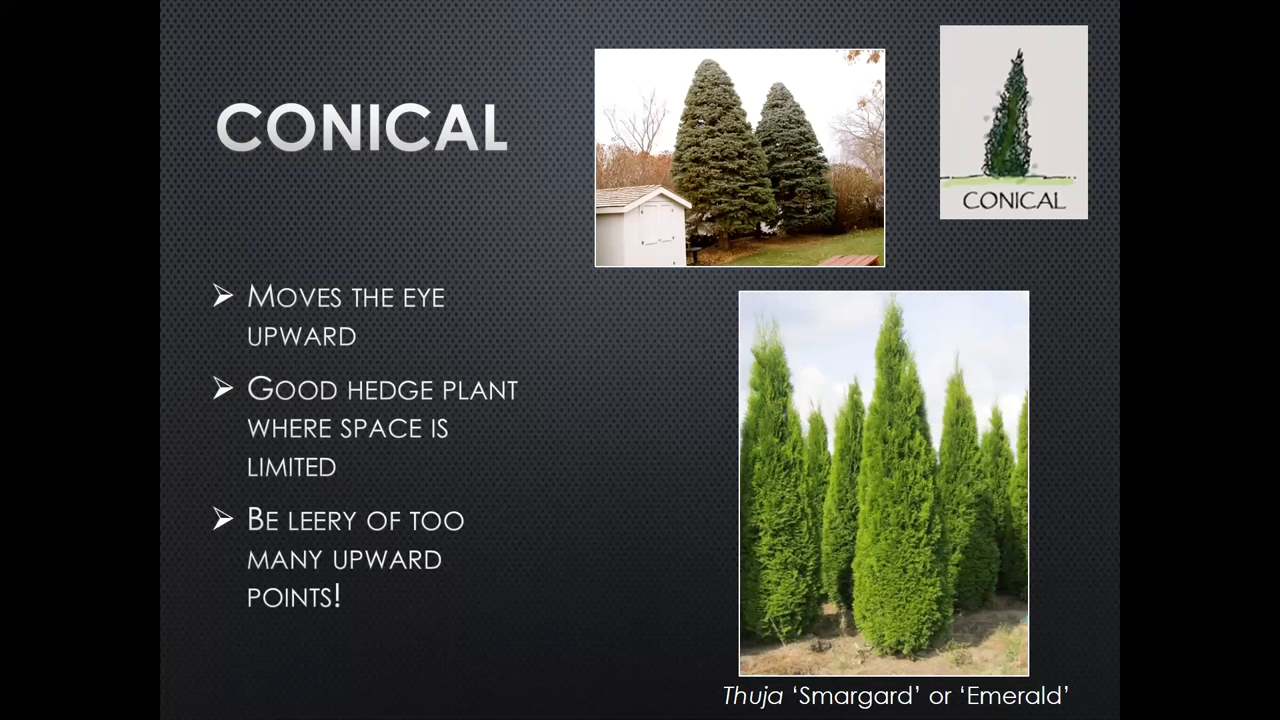 CONICAL
CONICAL
MOVES THE EYE
UPWARD
GOOD HEDGE PLANT
WHERE SPACE IS
LIMITED
BE LEERY OF TOO
MANY UPWARD
POINTS!
Thuja ‘Smargard’ or ‘Emerald’